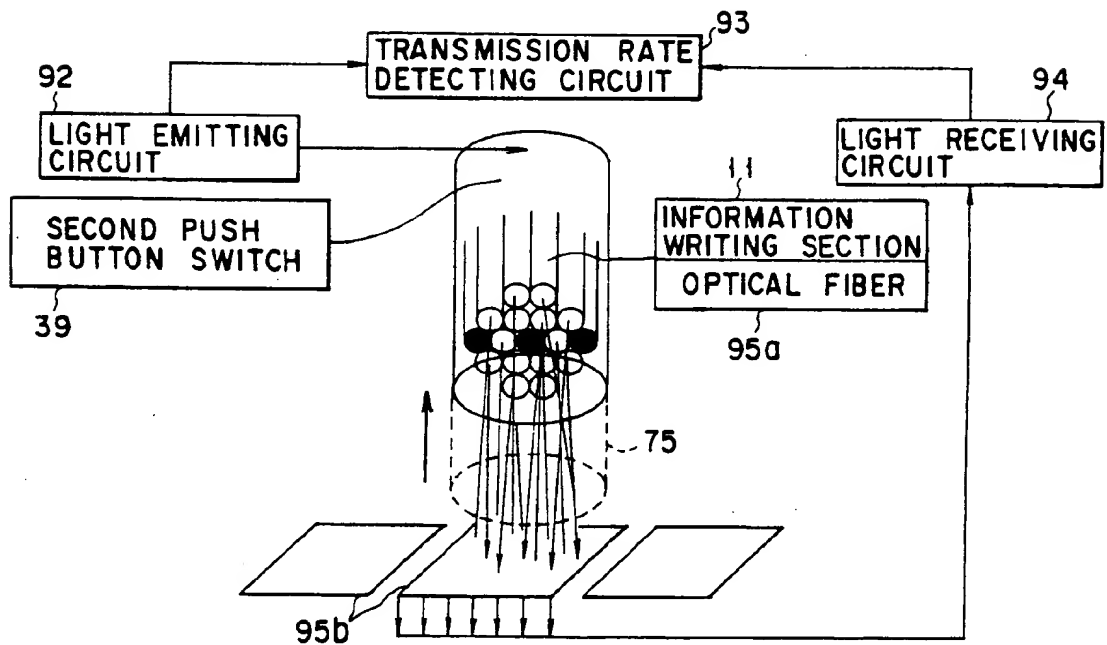 93
TRANSMISSION RATE
DETECTING CIRCUIT
92
LIGHT EMITTING
CIRCUIT
94
LIGHT RECEIVING
CIRCUIT
11
INFORMATION
WRITING SECTION
OPTICAL FIBER
95a
SECOND PUSH
BUTTON SWITCH
39
75
95b